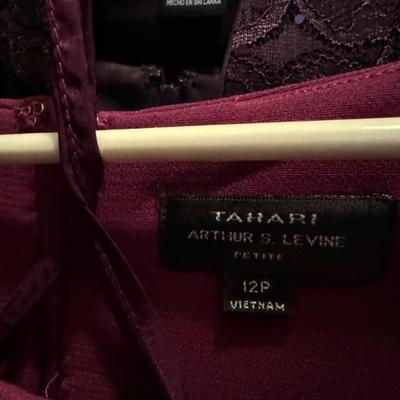 HECHO EN SRI LANKA
TAHARI
ARTHUR S. LEVINE
PETITE
12P
VIETNAM